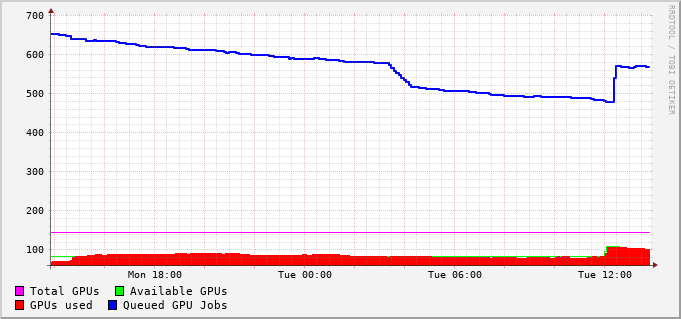 700
600
500
400
300
200
100
Mon 18:00 Tue 00:00 Tue 06:00 Tue 12:00
Total GPUs Available GPUs
GPUs used Queued GPU Jobs
RRDTOOL / TOBI OETIKER